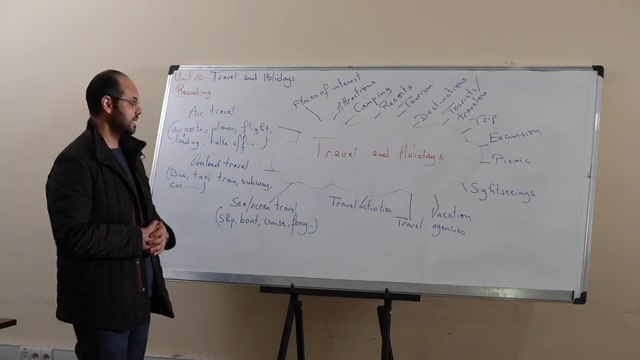 Unit 10: Travel and Holidays
Reading
Air travel
(airports, planes, flight,
landing, take off....)
Onland travel
(Bus, taxi, train, subway,
car.....)
Sea/ocean travel
(ship, boat, cruise, ferry...)
Travel and Holidays
Places of interest
Attractions
Camping
Resorts
Tourism
Destinations
Tourists/
travelers
Trip
Excursion
Picnic
Sightseeings
Vacation
Travel agencies
Travel activities